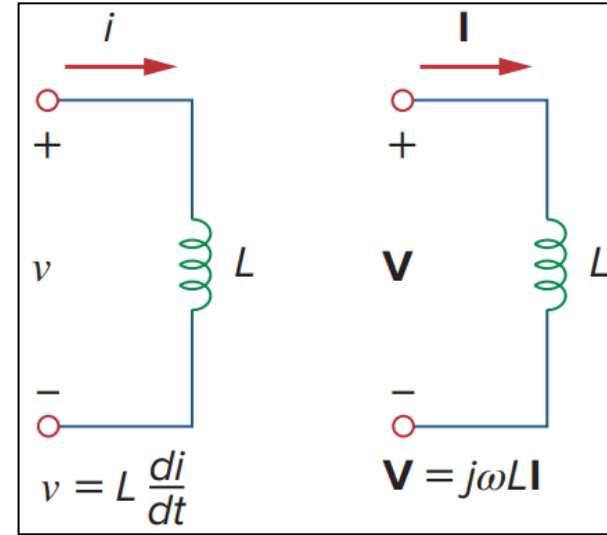 i
I
+
+
v
L
V
L
−
−
v = L di/dt
V = jωLI